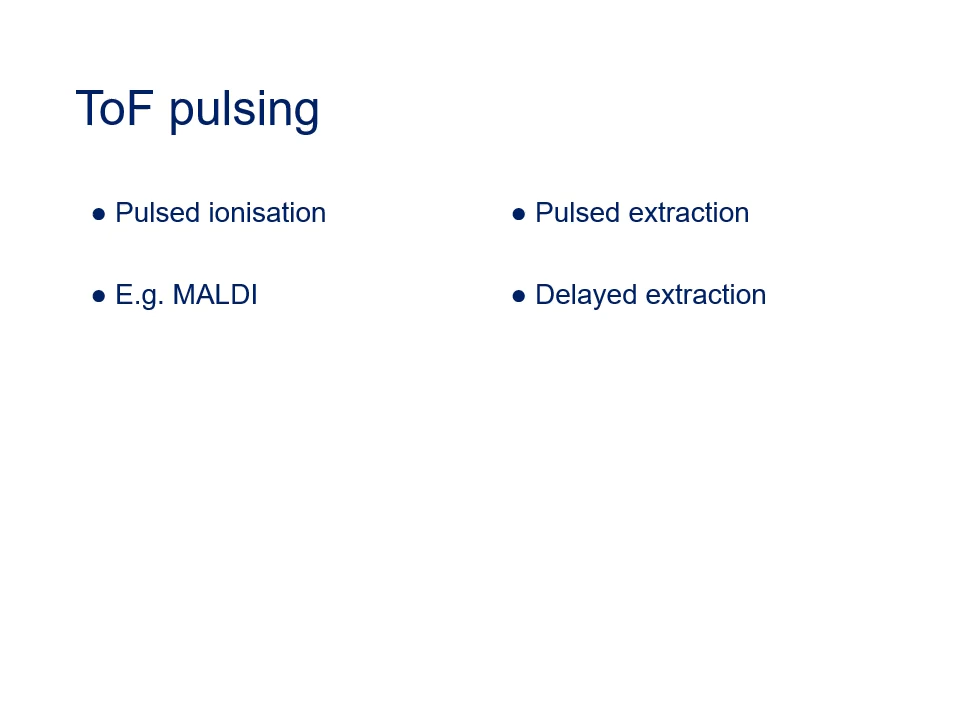 ToF pulsing
● Pulsed ionisation
● E.g. MALDI
● Pulsed extraction
● Delayed extraction